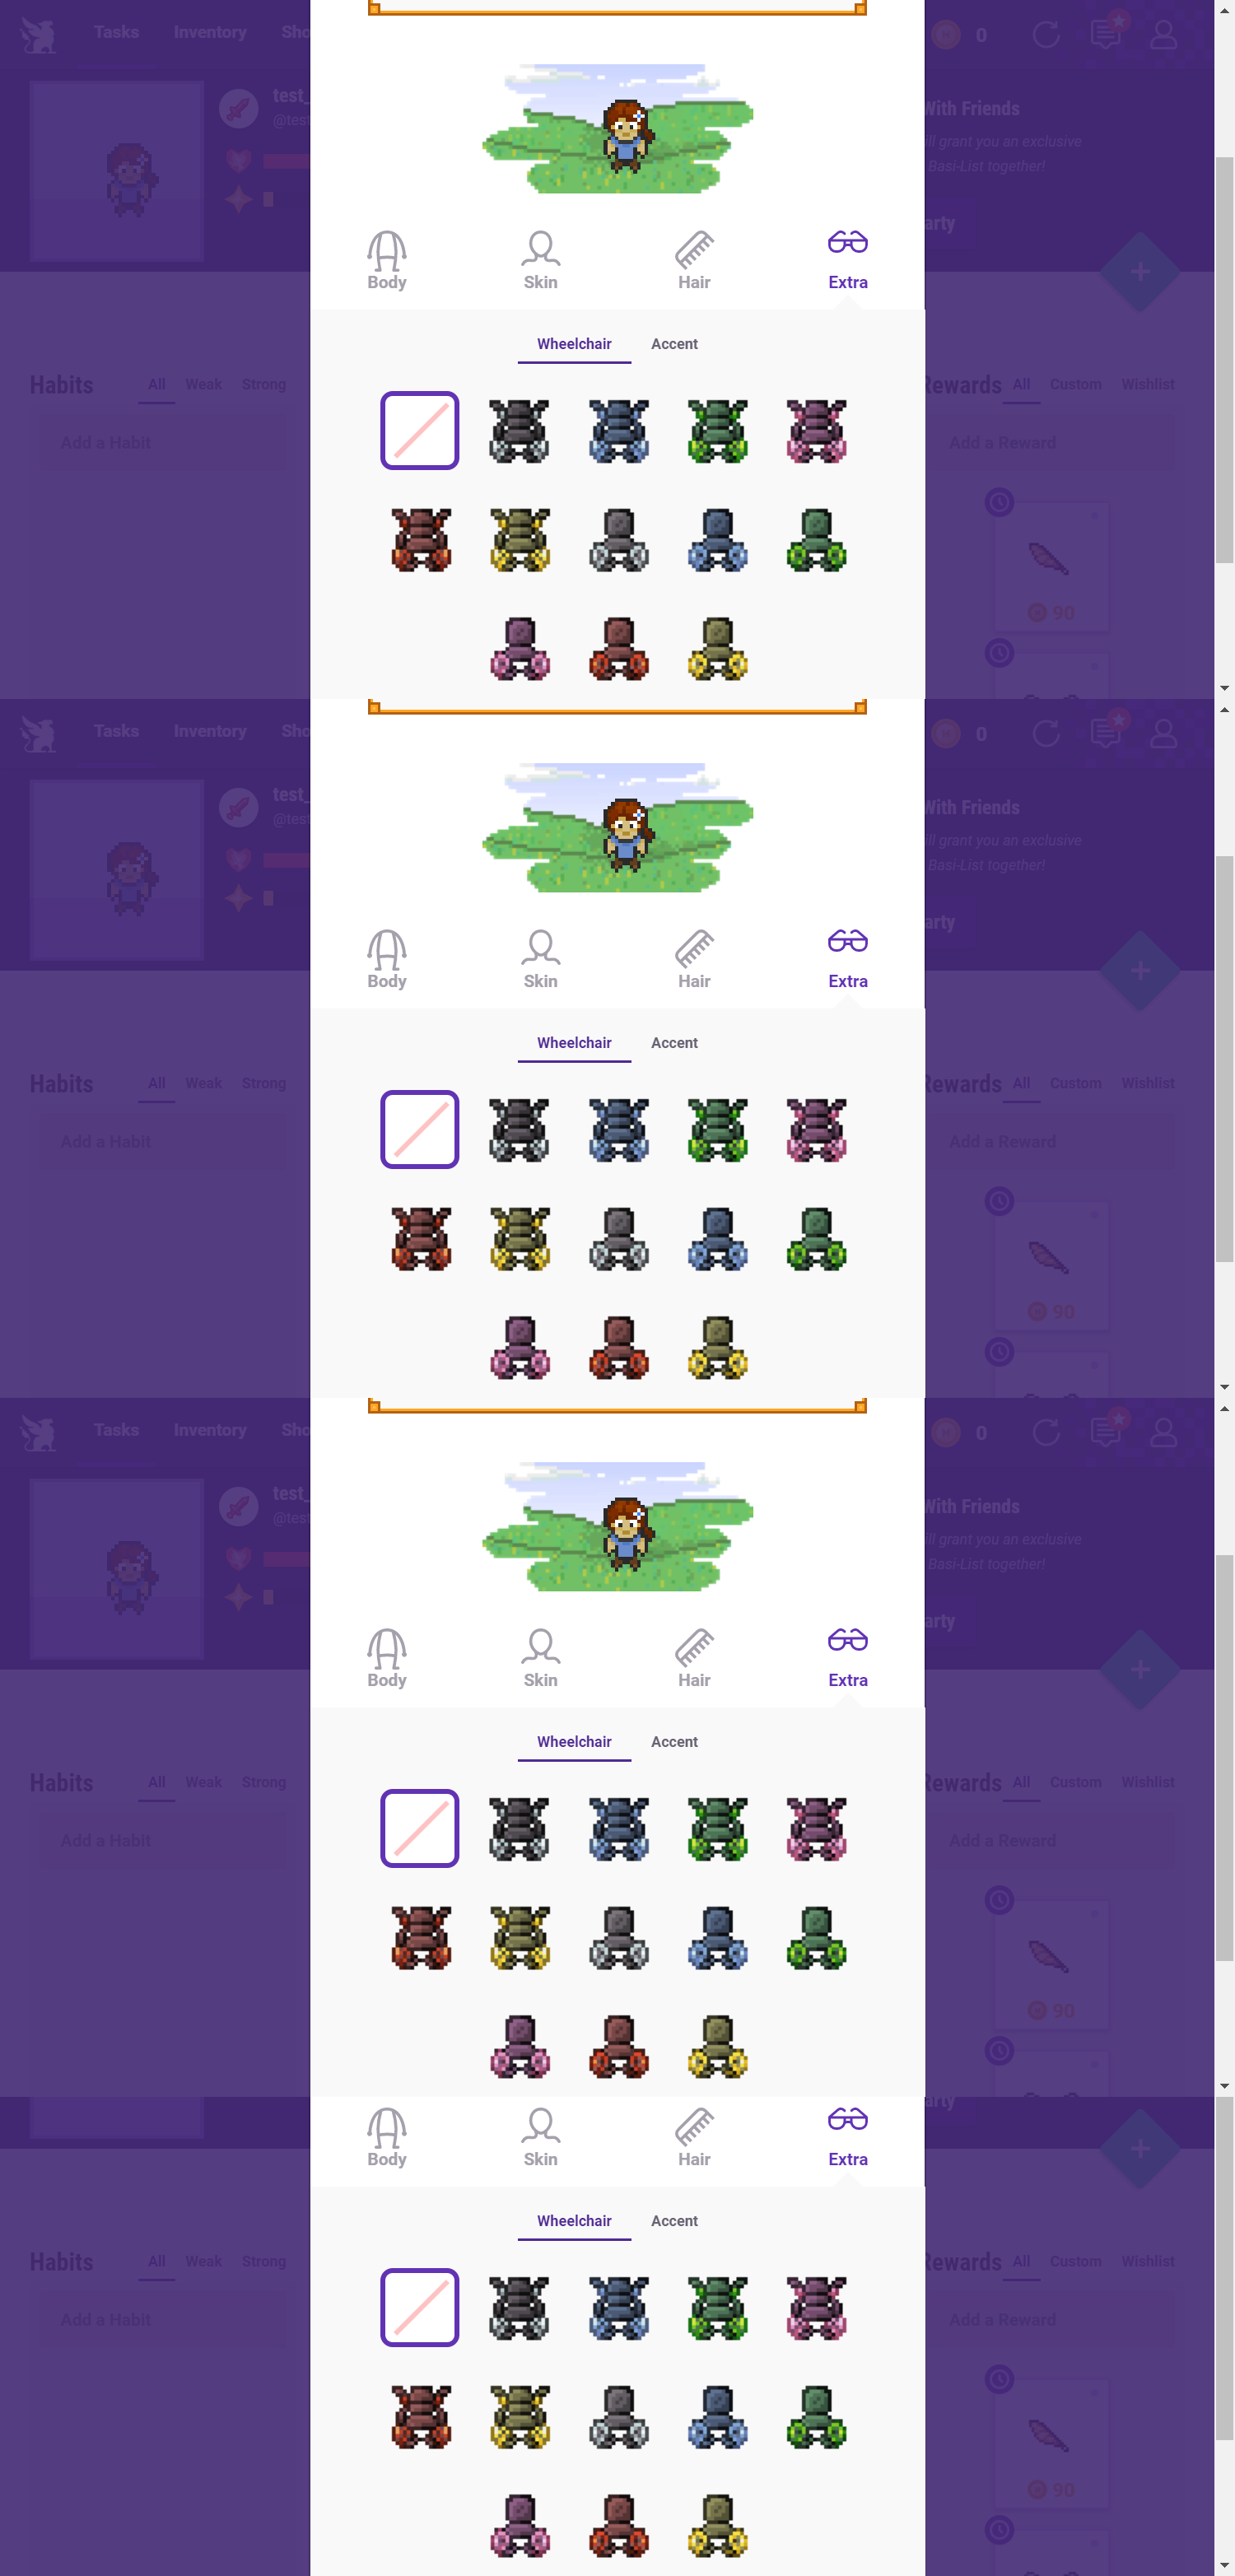 Tasks Inventory Sho 0
test_
@test
With Friends
ill grant you an exclusive
Basi-List together!
arty
Body Skin Hair Extra
Wheelchair Accent
Habits All Weak Strong
Rewards All Custom Wishlist
Add a Habit
Add a Reward
90
Tasks Inventory Sho 0
test_
@test
With Friends
ill grant you an exclusive
Basi-List together!
arty
Body Skin Hair Extra
Wheelchair Accent
Habits All Weak Strong
Rewards All Custom Wishlist
Add a Habit
Add a Reward
90
Tasks Inventory Sho 0
test_
@test
With Friends
ill grant you an exclusive
Basi-List together!
arty
Body Skin Hair Extra
Wheelchair Accent
Habits All Weak Strong
Rewards All Custom Wishlist
Add a Habit
Add a Reward
90
arty
Body Skin Hair Extra
Wheelchair Accent
Habits All Weak Strong
Rewards All Custom Wishlist
Add a Habit
Add a Reward
90